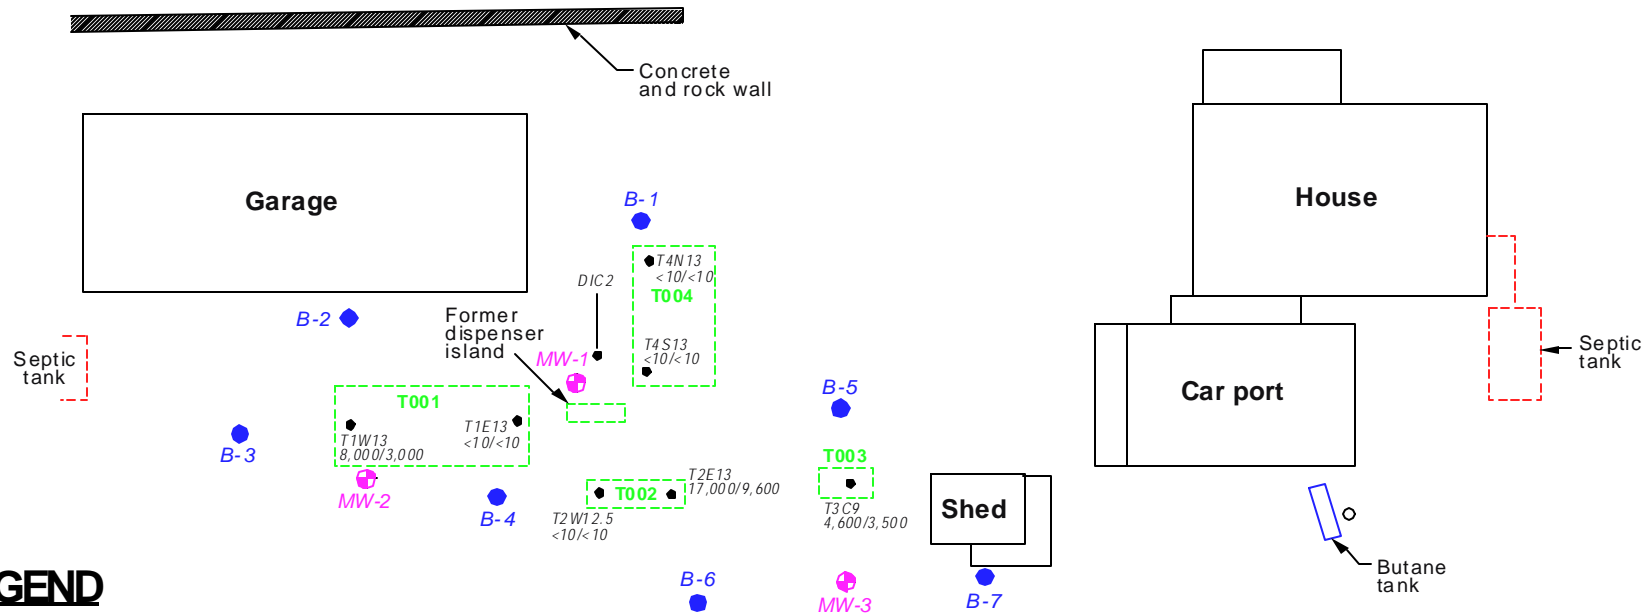 Concrete
and rock wall
Garage
House
B-1
T4N13
<10/<10
T004
DIC2
B-2
Former
dispenser
island
T4S13
<10/<10
MW-1
Septic
tank
Septic
tank
Car port
B-5
T001
T1W13
8,000/3,000
T1E13
<10/<10
B-3
MW-2
B-4
T003
T2E13
17,000/9,600
T002
T2W12.5
<10/<10
T3C9
4,600/3,500
Shed
Butane
tank
B-6
MW-3
B-7
GEND